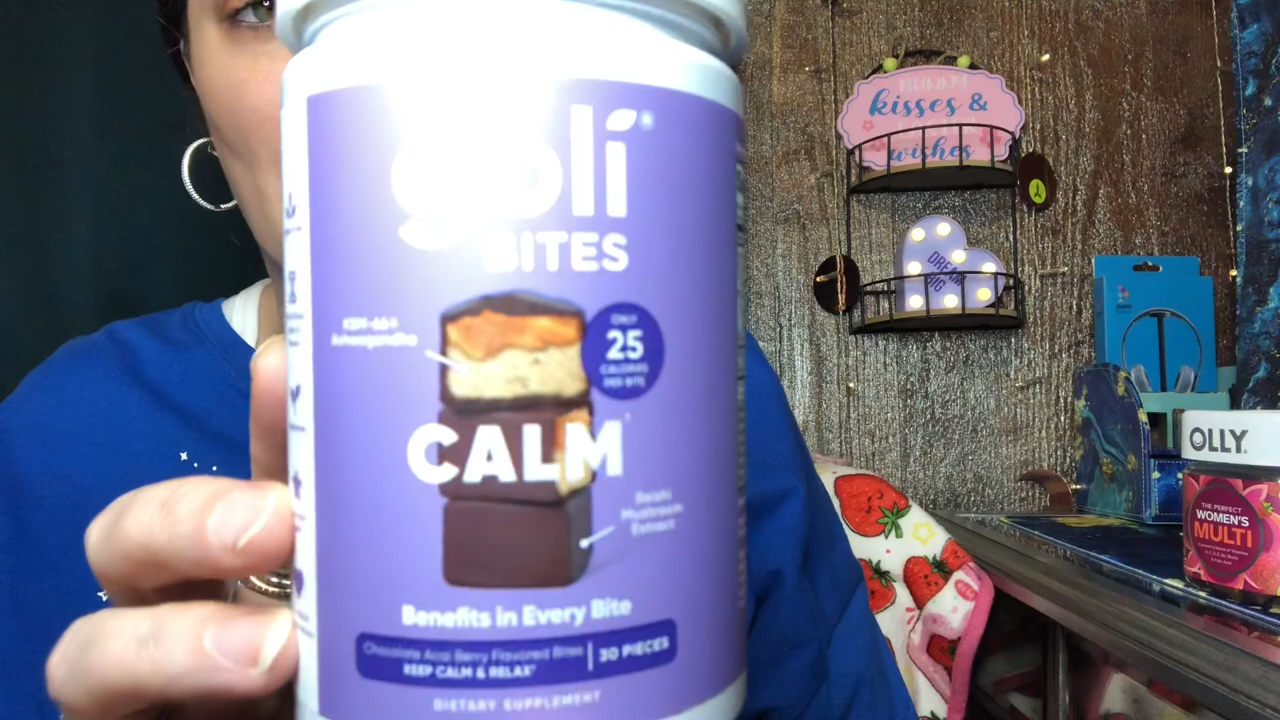 goli®
BITES
KSM-66®
Ashwagandha
ONLY
25
CALORIES
PER BITE
CALM
Reishi
Mushroom
Extract
Benefits in Every Bite
Chocolate Acai Berry Flavored Bites
KEEP CALM & RELAX*
30 PIECES
DIETARY SUPPLEMENT
BUNNY
kisses &
wishes
DREAM
BIG
OLLY.
THE PERFECT
WOMEN'S
MULTI